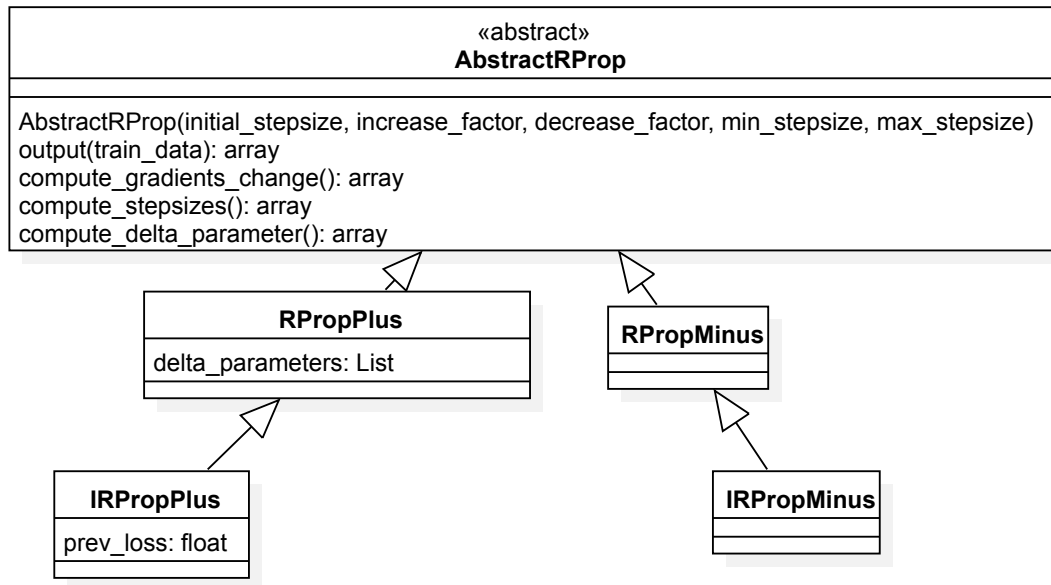 «abstract»
AbstractRProp
AbstractRProp(initial_stepsize, increase_factor, decrease_factor, min_stepsize, max_stepsize)
output(train_data): array
compute_gradients_change(): array
compute_stepsizes(): array
compute_delta_parameter(): array
RPropPlus
delta_parameters: List
RPropMinus
IRPropPlus
prev_loss: float
IRPropMinus